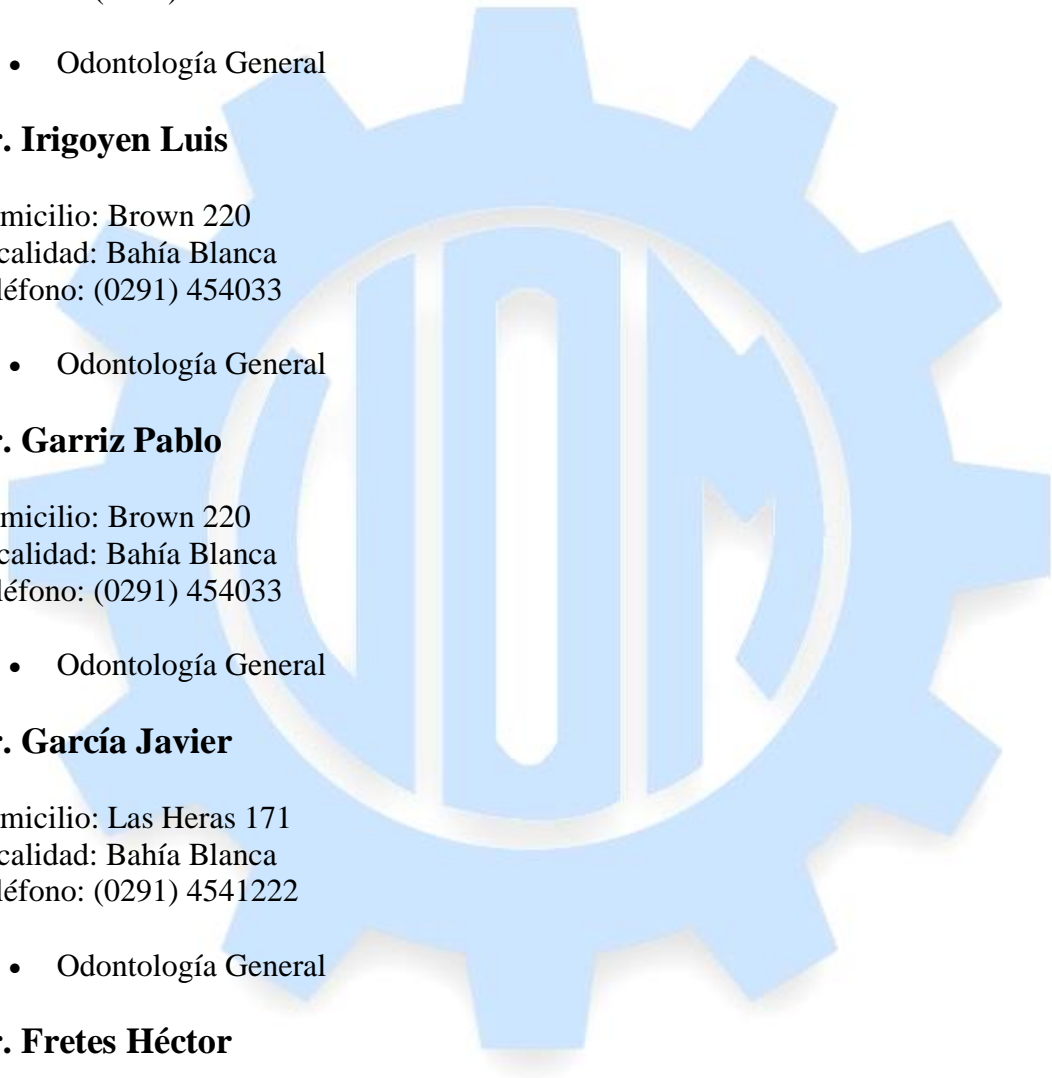 • Odontología General
r. Irigoyen Luis
micilio: Brown 220
calidad: Bahía Blanca
léfono: (0291) 454033
• Odontología General
r. Garriz Pablo
micilio: Brown 220
calidad: Bahía Blanca
léfono: (0291) 454033
• Odontología General
r. García Javier
micilio: Las Heras 171
calidad: Bahía Blanca
léfono: (0291) 4541222
• Odontología General
r. Fretes Héctor
UOM